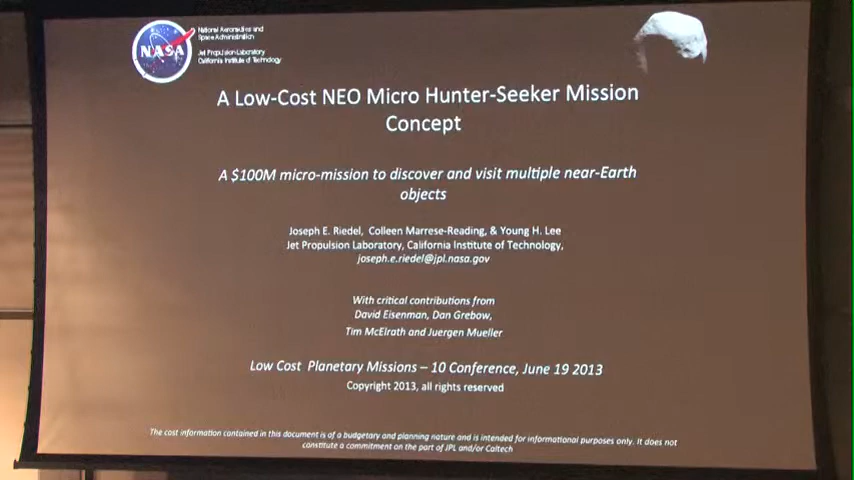 NASA
National Aeronautics and
Space Administration
Jet Propulsion Laboratory
California Institute of Technology
A Low-Cost NEO Micro Hunter-Seeker Mission
Concept
A $100M micro-mission to discover and visit multiple near-Earth
objects
Joseph E. Riedel, Colleen Marrese-Reading, & Young H. Lee
Jet Propulsion Laboratory, California Institute of Technology,
joseph.e.riedel@jpl.nasa.gov
With critical contributions from
David Eisenman, Dan Grebow,
Tim McElrath and Juergen Mueller
Low Cost Planetary Missions – 10 Conference, June 19 2013
Copyright 2013, all rights reserved
The cost information contained in this document is of a budgetary and planning nature and is intended for informational purposes only. It does not
constitute a commitment on the part of JPL and/or Caltech